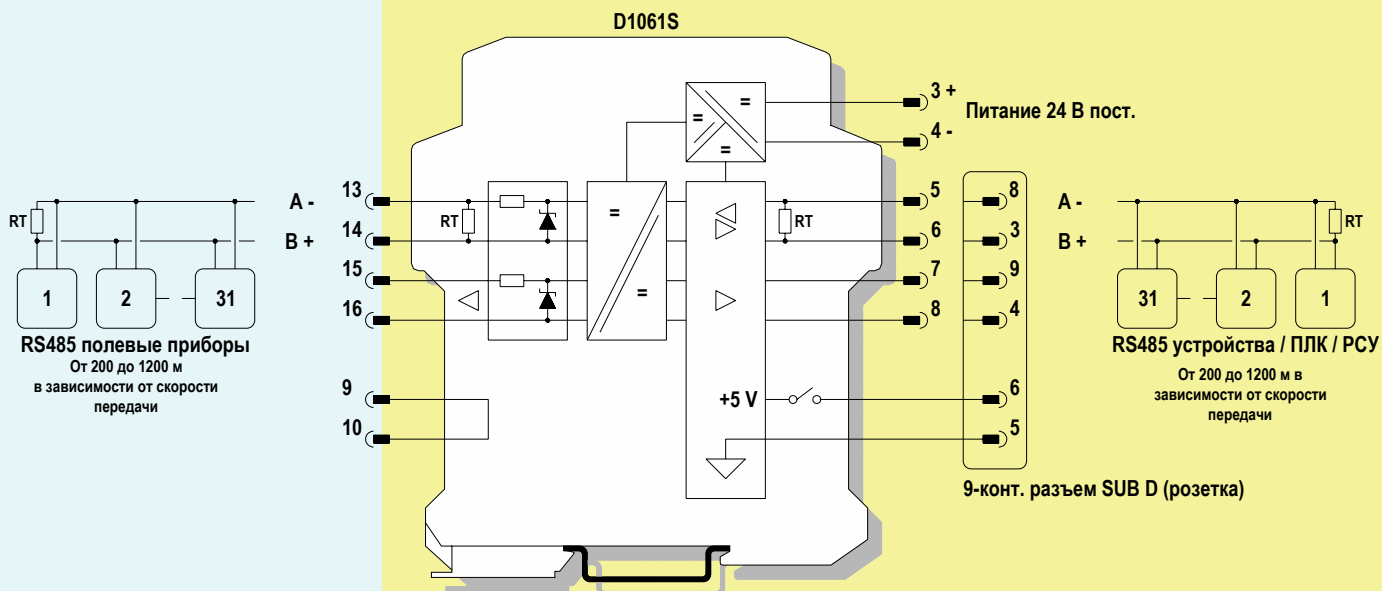 D1061S
3 +
4 -
Питание 24 В пост.
A -
B +
RT
1
2
31
RS485 полевые приборы
От 200 до 1200 м
в зависимости от скорости
передачи
13
14
15
16
9
10
RT
=
=
=
=
=
RT
+5 V
5
6
7
8
8
3
9
4
6
5
9-конт. разъем SUB D (розетка)
A -
B +
RT
31
2
1
RS485 устройства / ПЛК / РСУ
От 200 до 1200 м в
зависимости от скорости
передачи